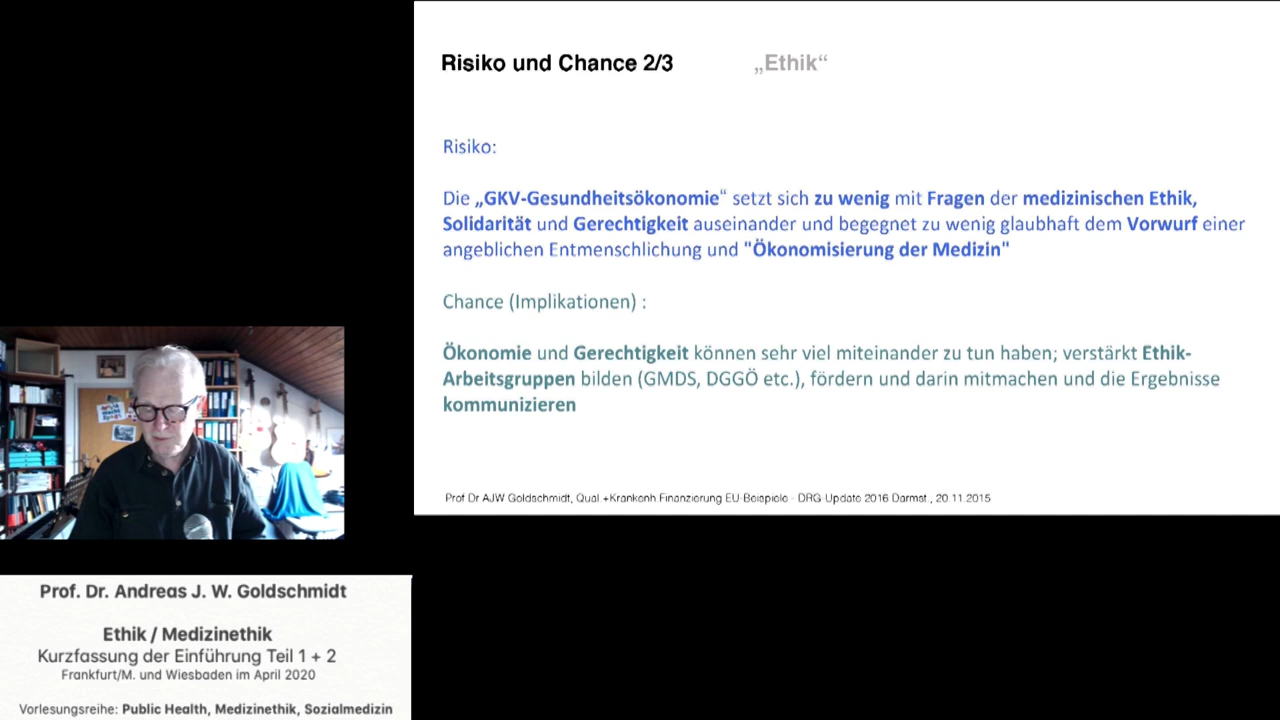 Risiko und Chance 2/3 „Ethik“
Risiko:
Die „GKV-Gesundheitsökonomie“ setzt sich zu wenig mit Fragen der medizinischen Ethik,
Solidarität und Gerechtigkeit auseinander und begegnet zu wenig glaubhaft dem Vorwurf einer
angeblichen Entmenschlichung und "Ökonomisierung der Medizin"
Chance (Implikationen) :
Ökonomie und Gerechtigkeit können sehr viel miteinander zu tun haben; verstärkt Ethik-
Arbeitsgruppen bilden (GMDS, DGGÖ etc.), fördern und darin mitmachen und die Ergebnisse
kommunizieren
Prof Dr AJW Goldschmidt, Qual.+Krankenh.Finanzierung EU-Beispiele - DRG-Update 2016 Darmst., 20.11.2015
Prof. Dr. Andreas J. W. Goldschmidt
Ethik / Medizinethik
Kurzfassung der Einführung Teil 1 + 2
Frankfurt/M. und Wiesbaden im April 2020
Vorlesungsreihe: Public Health, Medizinethik, Sozialmedizin